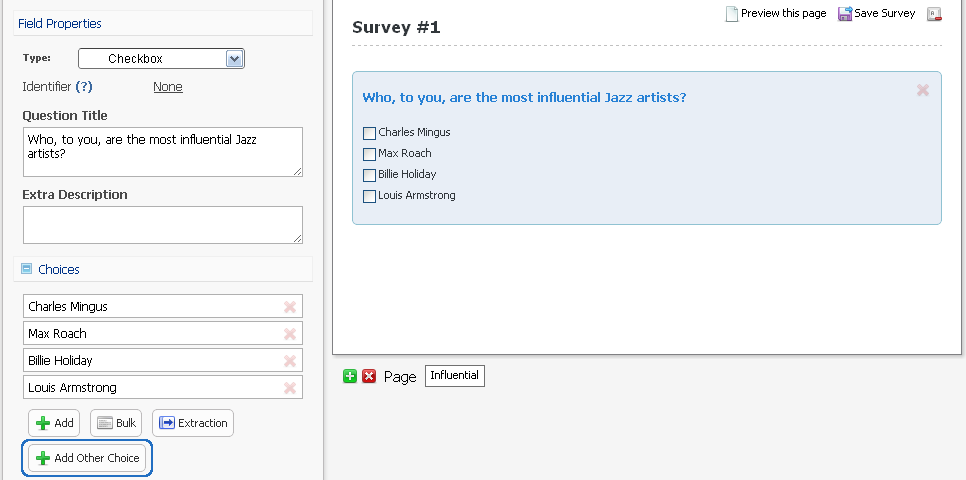 Field Properties
Type: Checkbox
Identifier (?) None
Question Title
Who, to you, are the most influential Jazz
artists?
Extra Description
Choices
Charles Mingus
Max Roach
Billie Holiday
Louis Armstrong
Add Bulk Extraction
Add Other Choice
Preview this page Save Survey
Survey #1
Who, to you, are the most influential Jazz artists?
Charles Mingus
Max Roach
Billie Holiday
Louis Armstrong
Page Influential